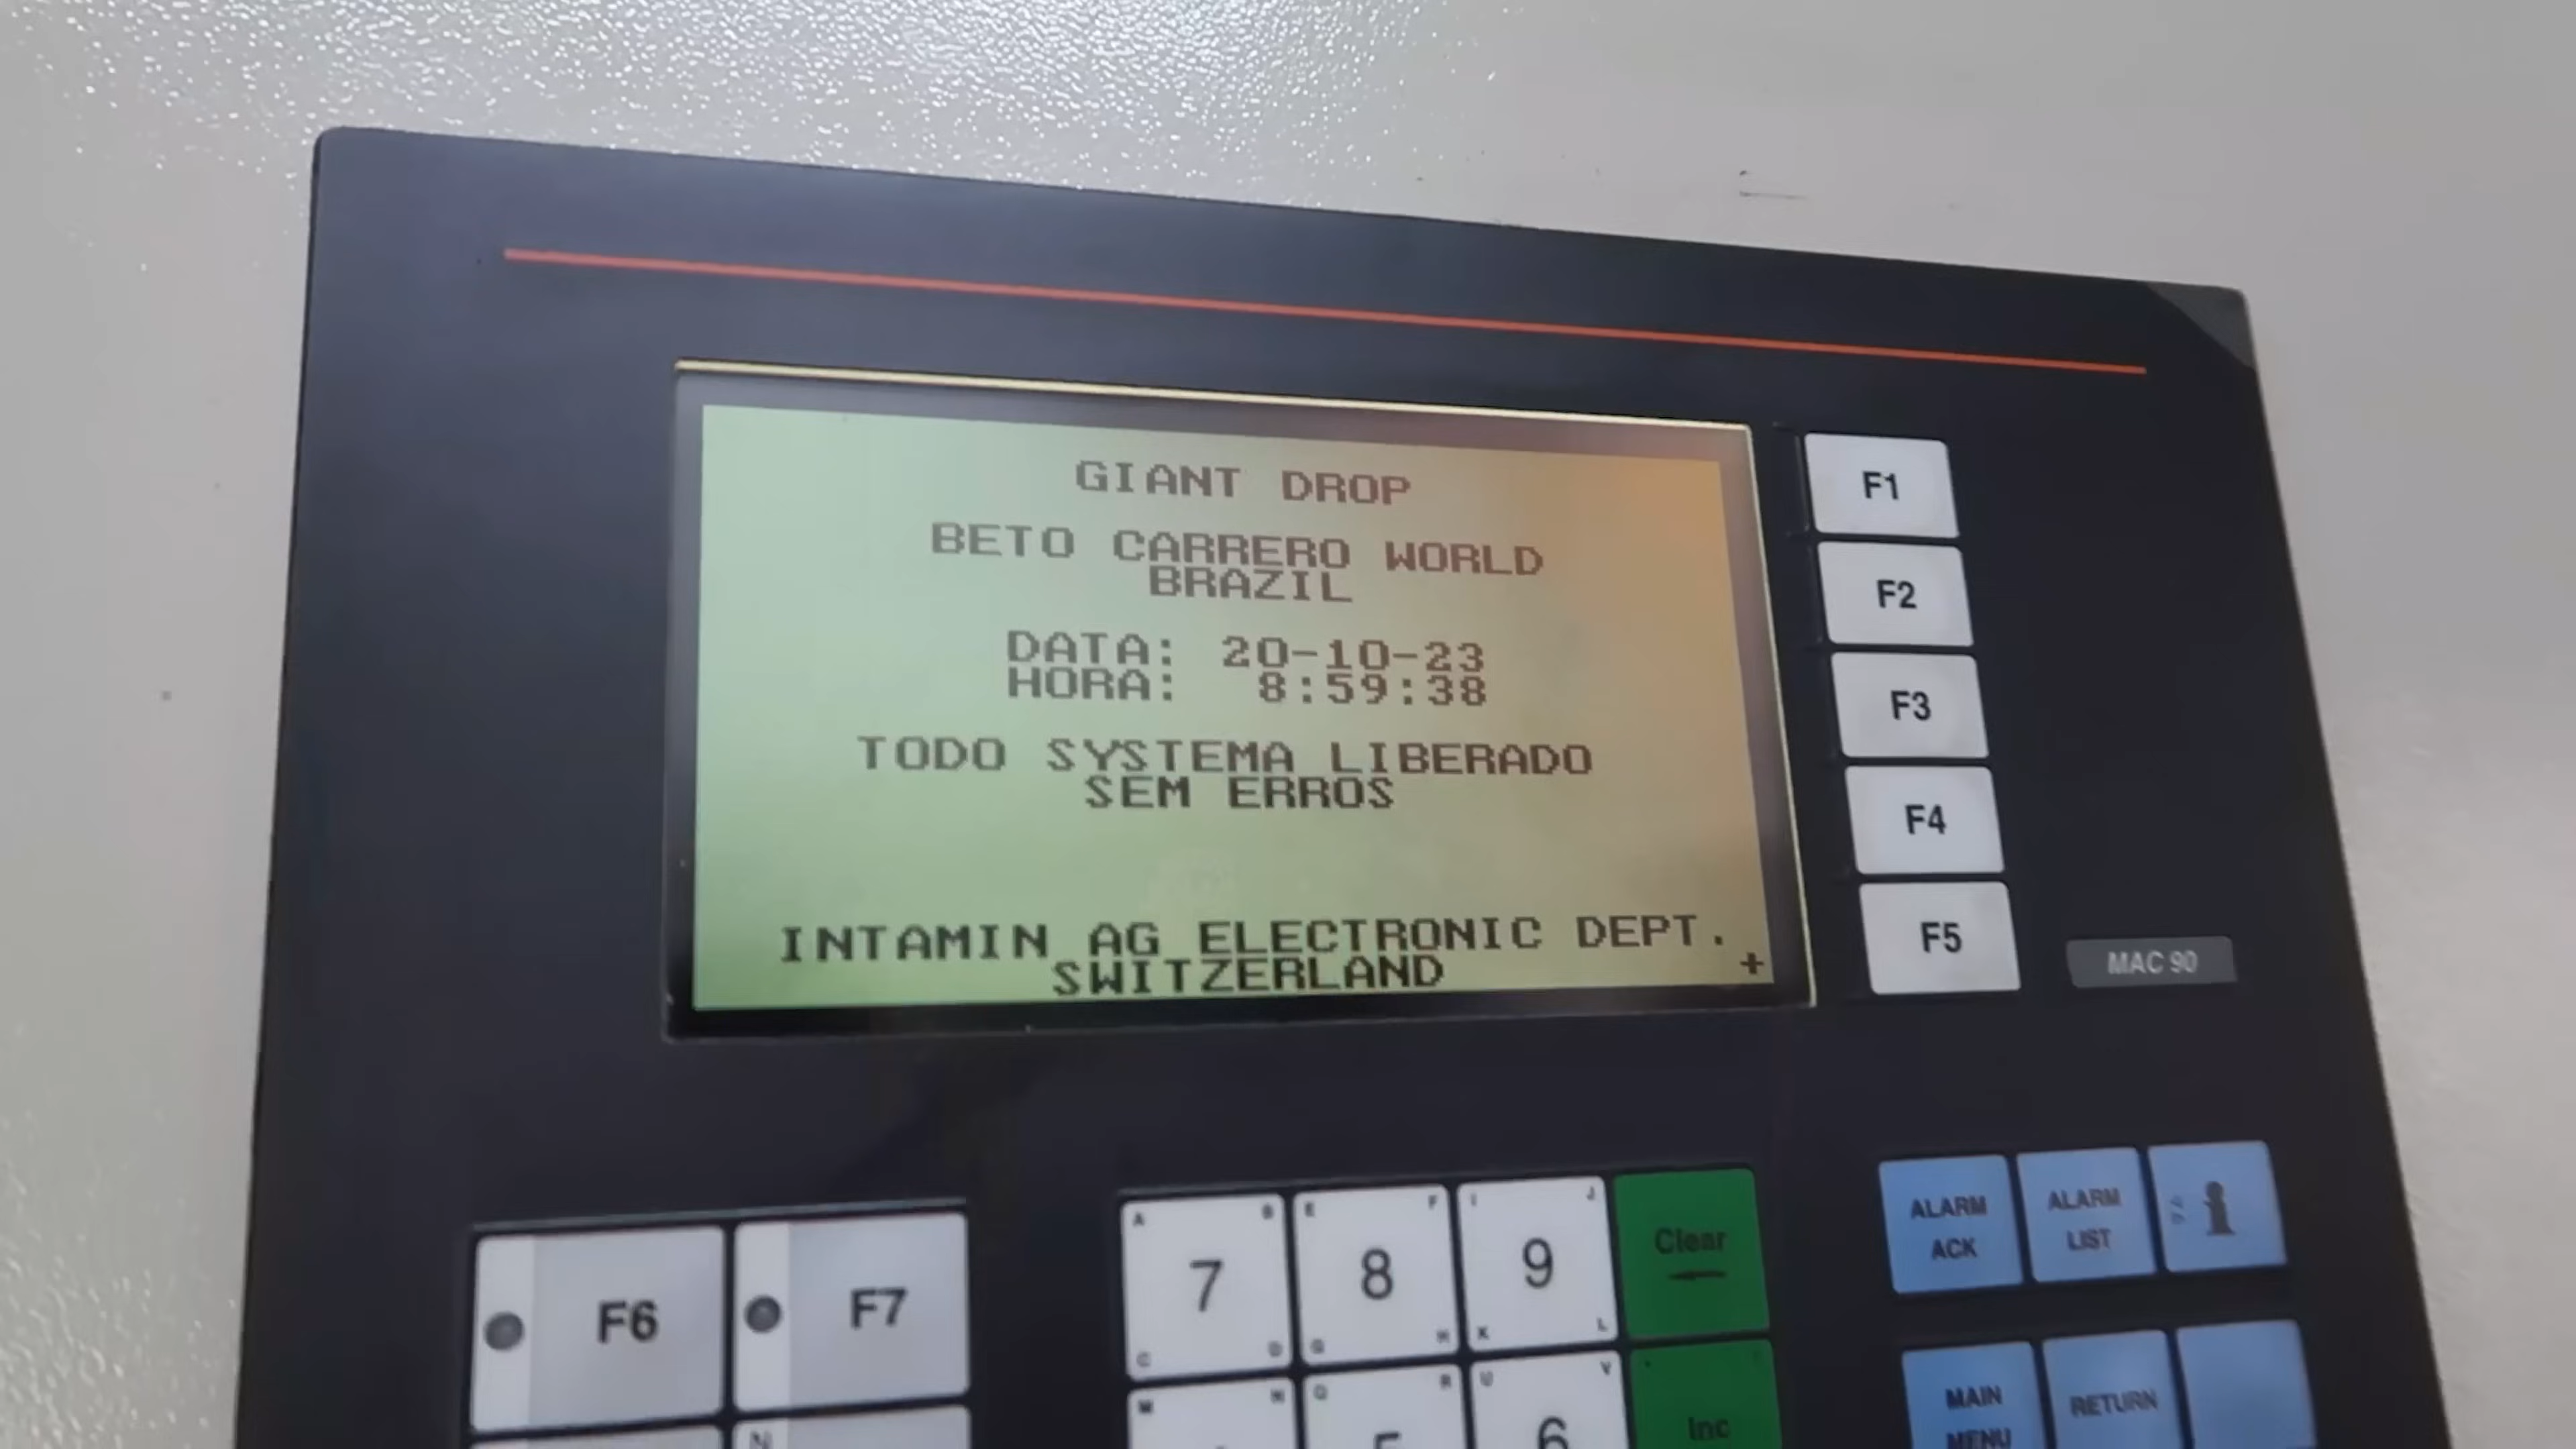 GIANT DROP
BETO CARRERO WORLD
BRAZIL
DATA: 20-10-23
HORA: 8:59:38
TODO SYSTEMA LIBERADO
SEM ERROS
INTAMIN AG ELECTRONIC DEPT.
SWITZERLAND
+
F1
F2
F3
F4
F5
MAC 90
F6
F7
A B
7
C D
E F
8
G H
I J
9
K L
Clear
ALARM
ACK
ALARM
LIST
i
M N
Q R
U V
6
Inc
MAIN
MENU
RETURN